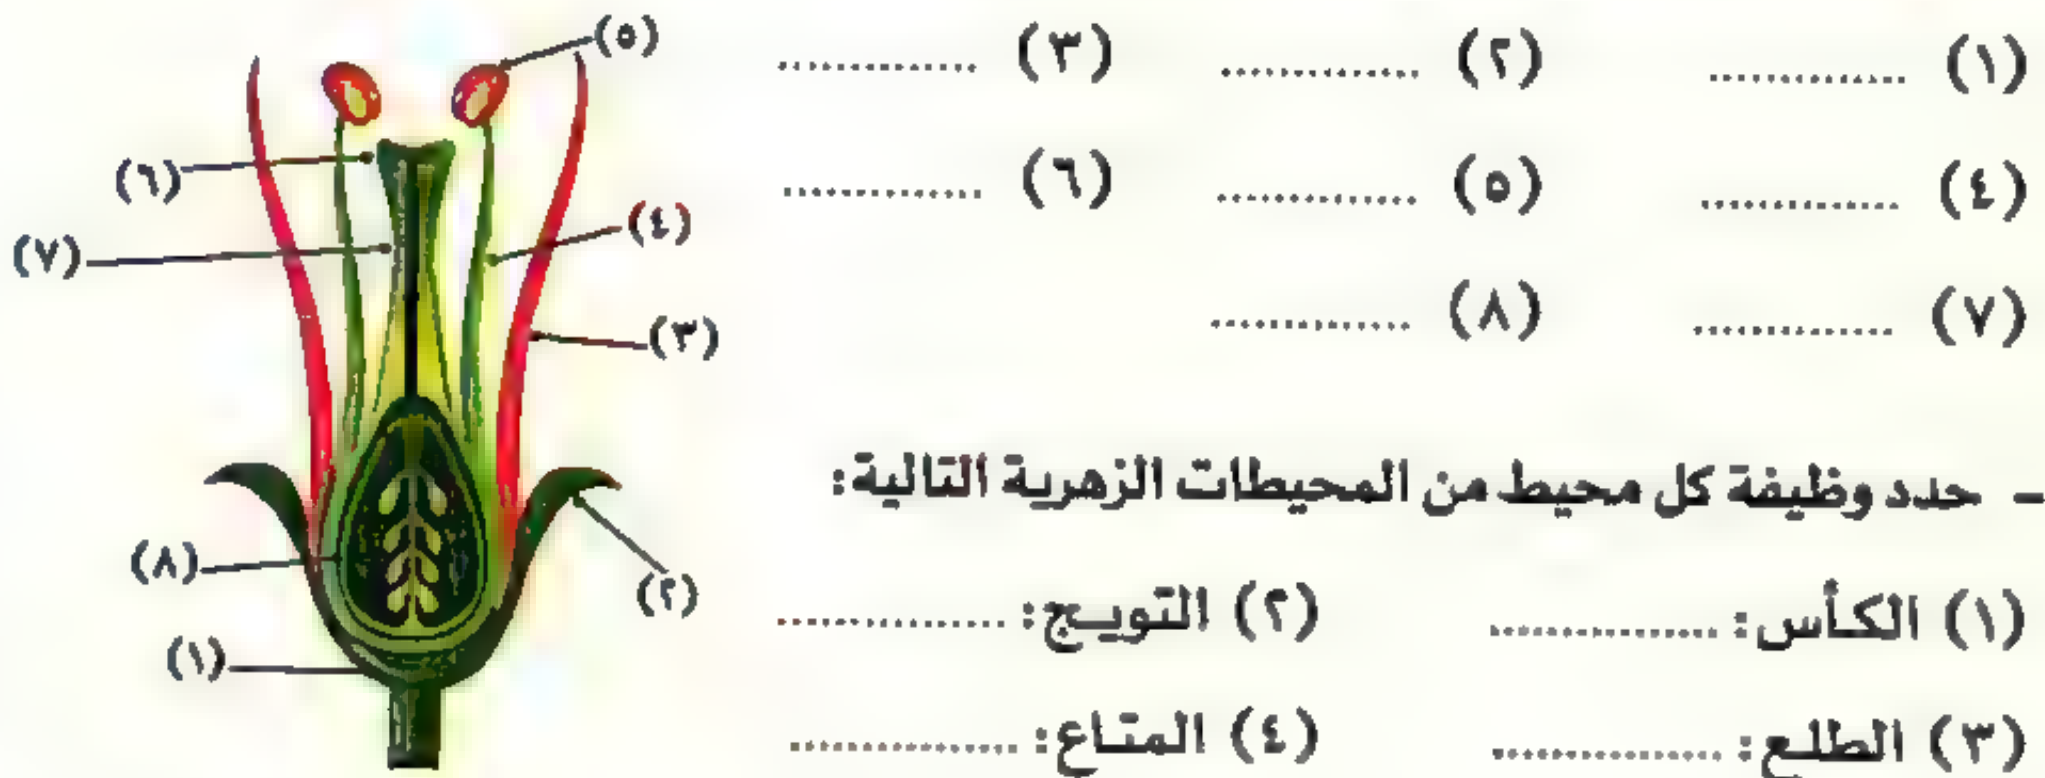 (١) .............. (٢) .............. (٣) ..............
(٤) .............. (٥) .............. (٦) ..............
(٧) .............. (٨) ..............
- حدد وظيفة كل محيط من المحيطات الزهرية التالية:
(١) الكأس: ................ (٢) التويج: ................
(٣) الطلع: ................ (٤) المتاع: ................
(٥)
(٦)
(٤)
(٧)
(٣)
(٨)
(٢)
(١)